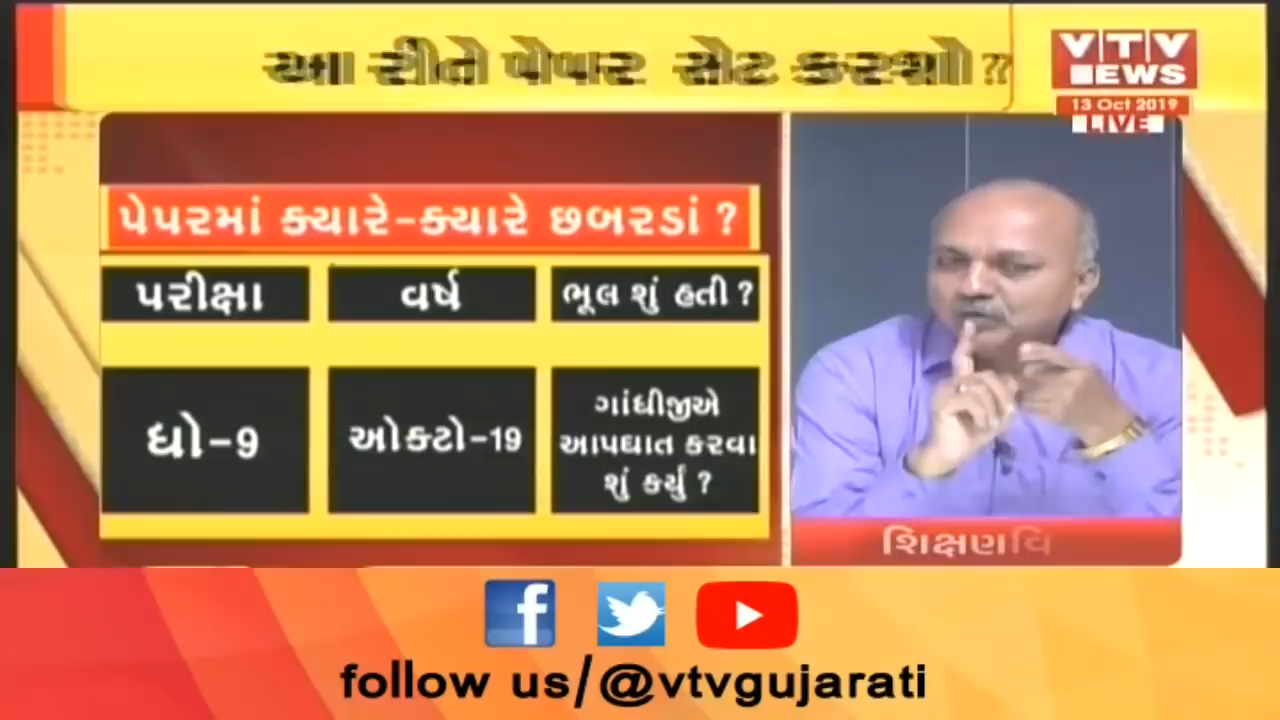 આ રીતે પેપર સેટ કરશો ??
VTV
NEWS
13 Oct 2019
LIVE
પેપરમાં ક્યારે-ક્યારે છબરડાં ?
પરીક્ષા
વર્ષ
ભૂલ શું હતી ?
ધો-9
ઓક્ટો-19
ગાંધીજીએ
આપઘાત કરવા
શું કર્યું ?
શિક્ષણવિ
follow us/@vtvgujarati